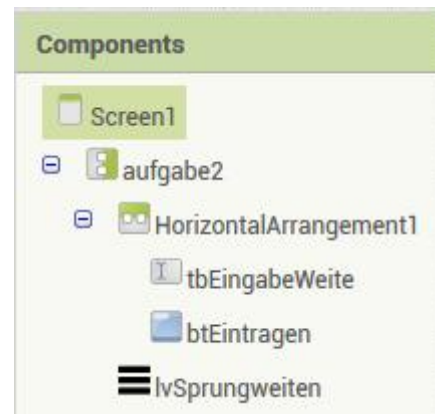 Components
Screen1
aufgabe2
HorizontalArrangement1
tbEingabeWeite
btEintragen
lvSprungweiten